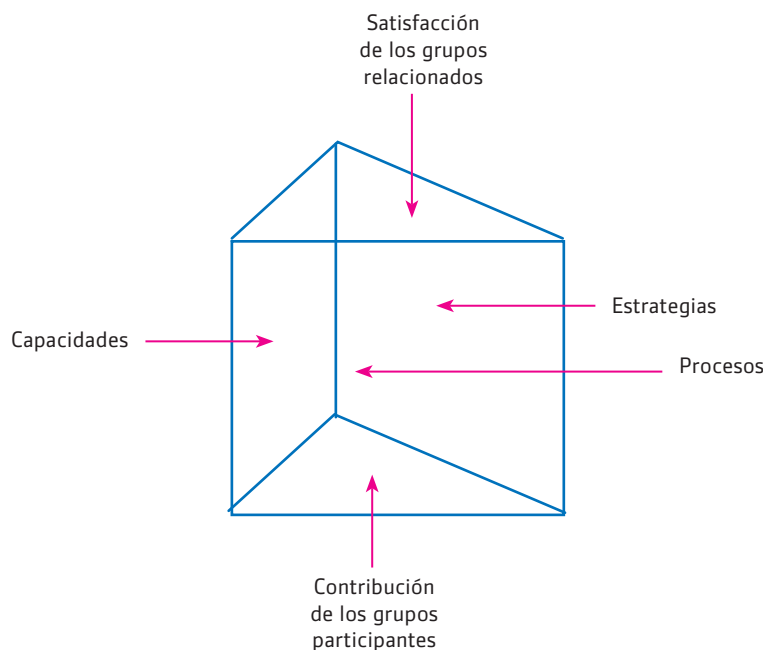 Satisfacción
de los grupos
relacionados
Estrategias
Capacidades
Procesos
Contribución
de los grupos
participantes